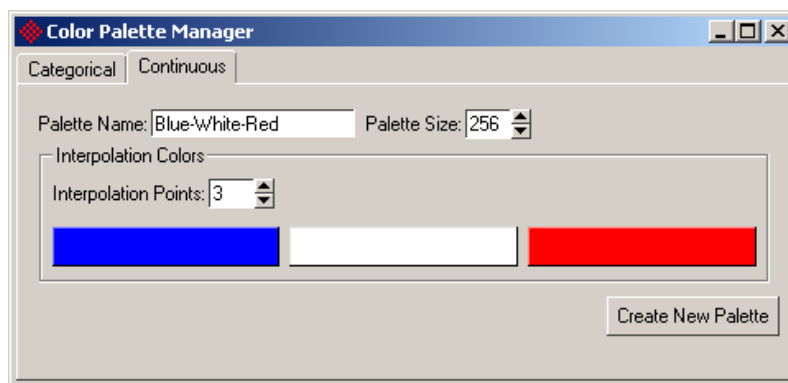 Color Palette Manager
Categorical Continuous
Palette Name: Blue-White-Red Palette Size: 256
Interpolation Colors
Interpolation Points: 3
Create New Palette